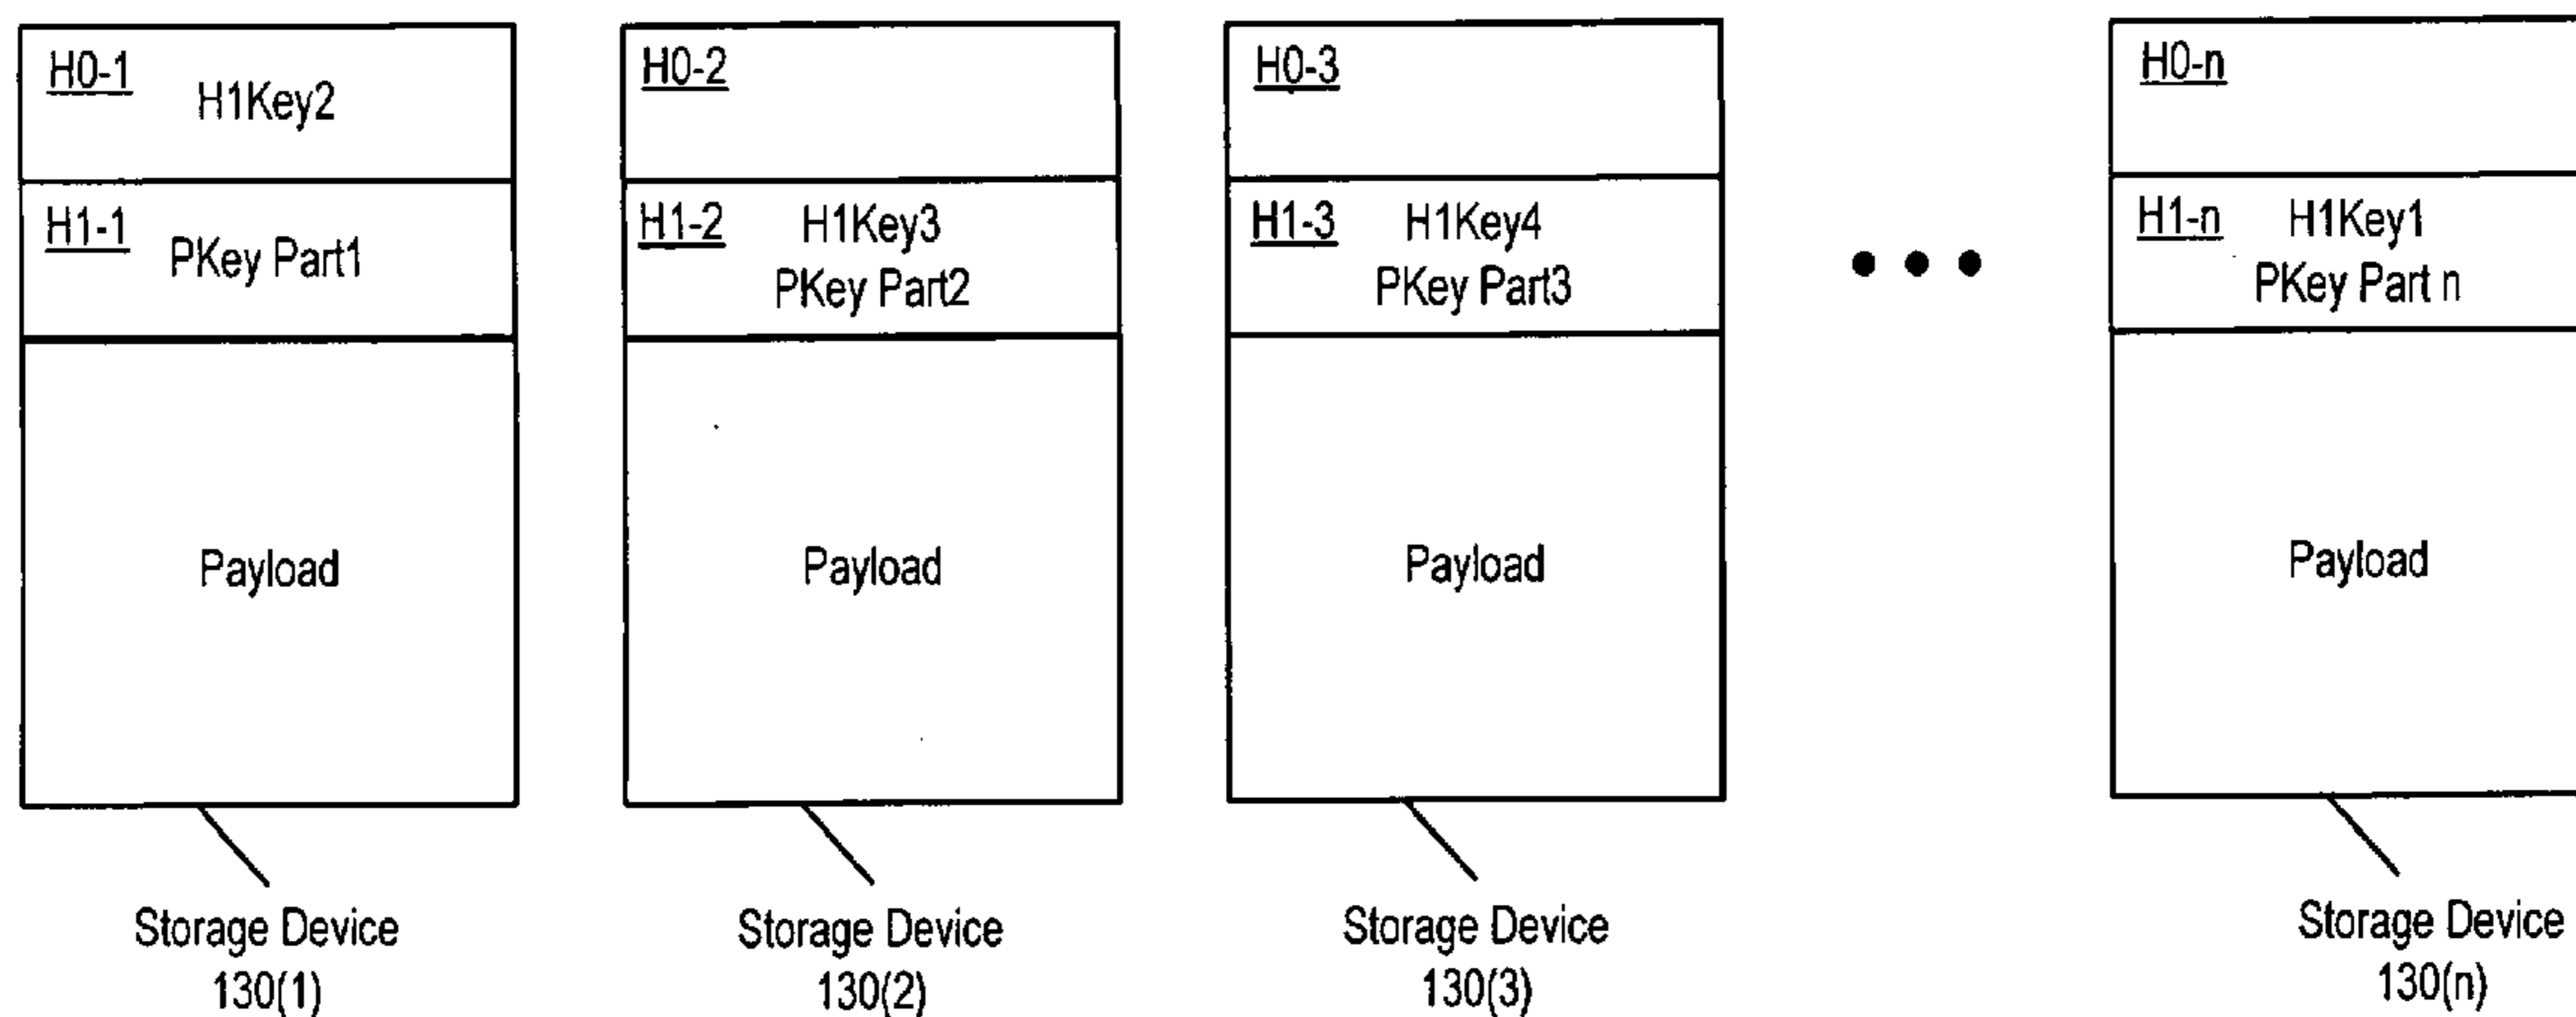 H0-1
H1Key2
H1-1
PKey Part1
Payload
Storage Device
130(1)
H0-2
H1-2
H1Key3
PKey Part2
Payload
Storage Device
130(2)
H0-3
H1-3
H1Key4
PKey Part3
Payload
Storage Device
130(3)
H0-n
H1-n
H1Key1
PKey Part n
Payload
Storage Device
130(n)